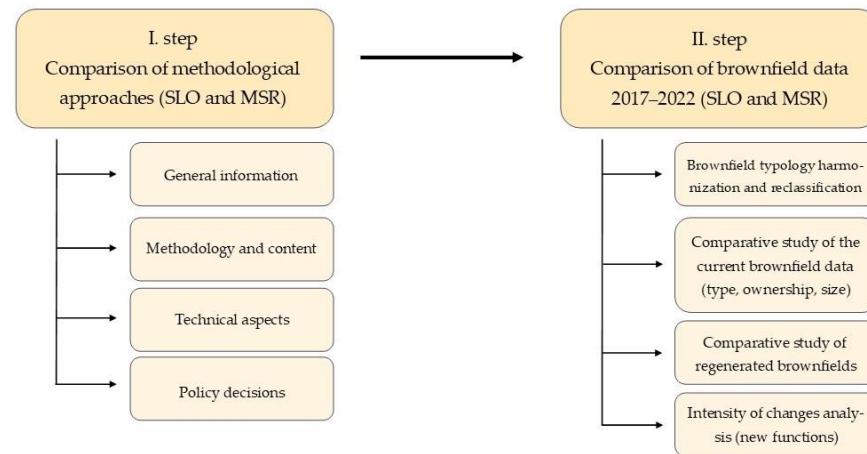 I. step
Comparison of methodological
approaches (SLO and MSR)
General information
Methodology and content
Technical aspects
Policy decisions
II. step
Comparison of brownfield data
2017–2022 (SLO and MSR)
Brownfield typology harmo-
nization and reclassification
Comparative study of the
current brownfield data
(type, ownership, size)
Comparative study of
regenerated brownfields
Intensity of changes analy-
sis (new functions)